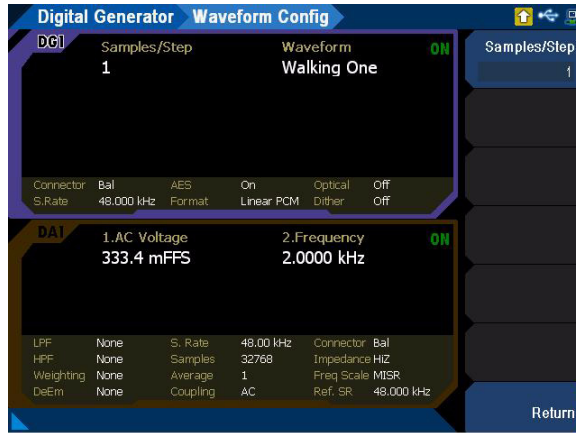 Digital Generator Waveform Config
DG1
Samples/Step Waveform ON
1 Walking One
Connector Bal AES On Optical Off
S.Rate 48.000 kHz Format Linear PCM Dither Off
DA1
1.AC Voltage 2.Frequency ON
333.4 mFFS 2.0000 kHz
LPF None S. Rate 48.00 kHz Connector Bal
HPF None Samples 32768 Impedance HiZ
Weighting None Average 1 Freq Scale MISR
DeEm None Coupling AC Ref. SR 48.000 kHz
Samples/Step
1
Return